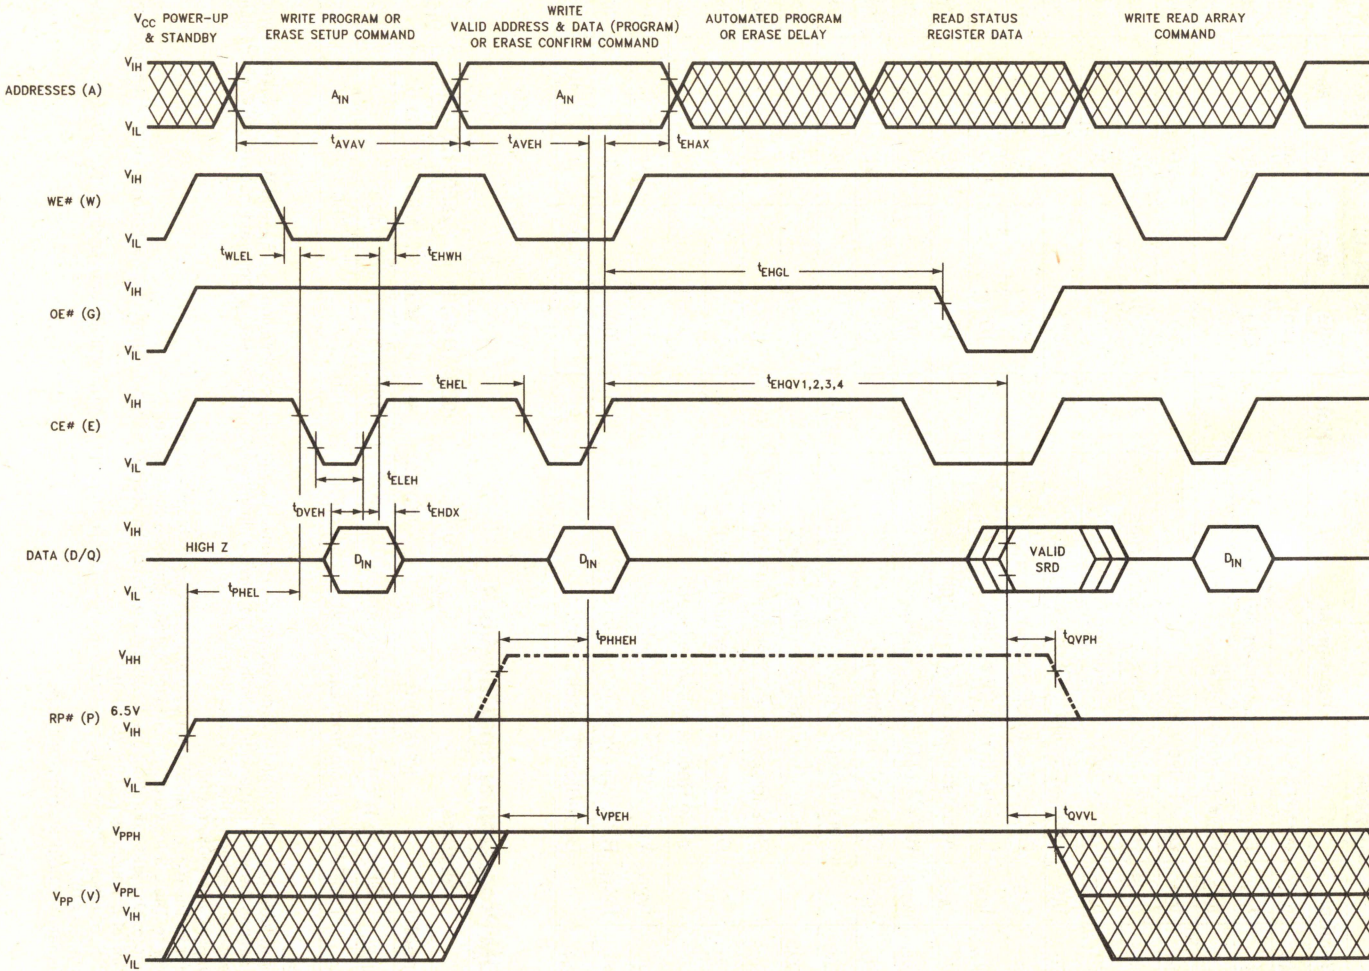 VCC POWER-UP
& STANDBY
WRITE PROGRAM OR
ERASE SETUP COMMAND
WRITE
VALID ADDRESS & DATA (PROGRAM)
OR ERASE CONFIRM COMMAND
AUTOMATED PROGRAM
OR ERASE DELAY
READ STATUS
REGISTER DATA
WRITE READ ARRAY
COMMAND
ADDRESSES (A)
VIH
VIL
AIN
AIN
tAVAV
tAVEH
tEHAX
WE# (W)
VIH
VIL
tWLEL
tEHWH
tEHGL
OE# (G)
VIH
VIL
tEHEL
tEHQV1,2,3,4
CE# (E)
VIH
VIL
tELEH
tDVEH
tEHDX
DATA (D/Q)
VIH
VIL
HIGH Z
DIN
DIN
VALID
SRD
DIN
tPHEL
tPHHEH
tQVPH
VHH
6.5V
RP# (P)
VIH
VIL
tVPEH
tQVVL
VPPH
VPP (V)
VPPL
VIH
VIL